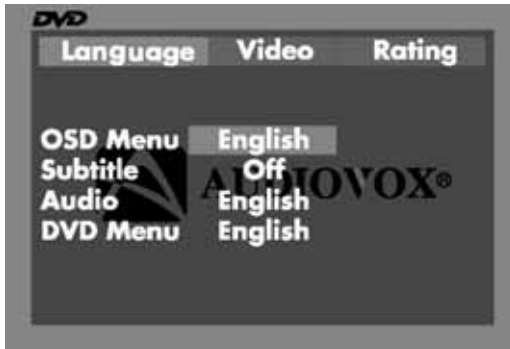 DVD
Language Video Rating
OSD Menu English
Subtitle Off
AUDIOVOX®
Audio English
DVD Menu English